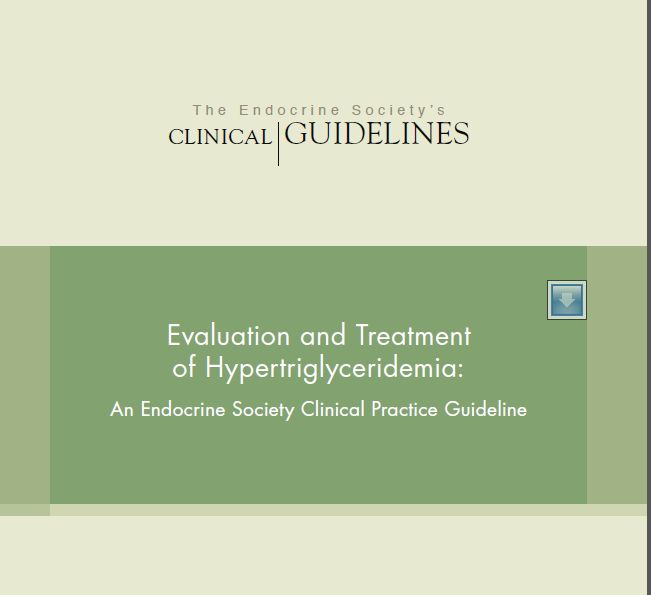 The Endocrine Society's
CLINICAL GUIDELINES
Evaluation and Treatment
of Hypertriglyceridemia:
An Endocrine Society Clinical Practice Guideline